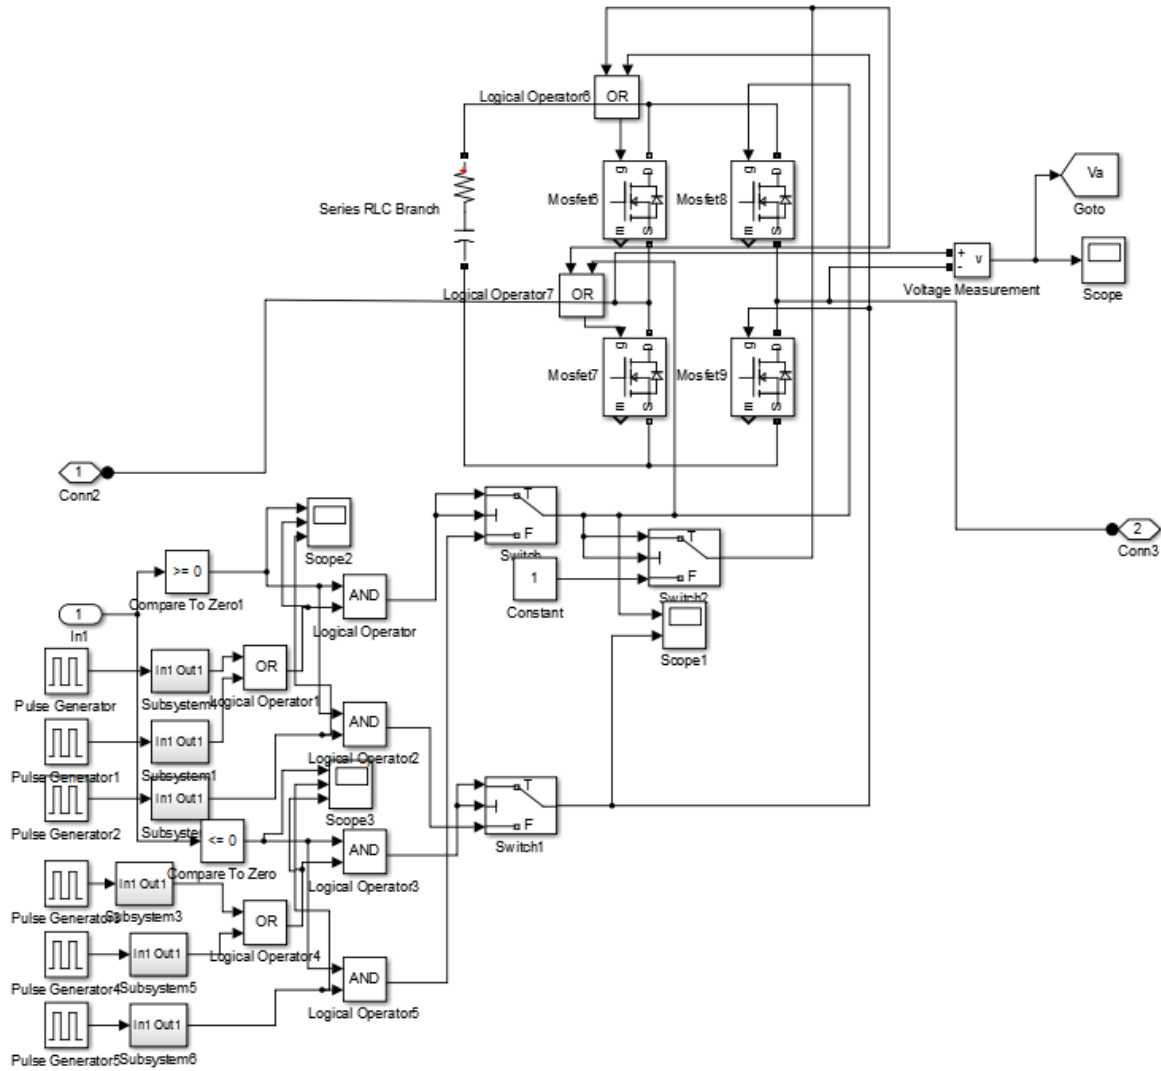 OR
Logical Operator6
g
D
m
S
Mosfet6
g
D
m
S
Mosfet8
Series RLC Branch
Va
Goto
+
-
v
Voltage Measurement
Scope
OR
Logical Operator7
g
D
m
S
Mosfet7
g
D
m
S
Mosfet9
1
Conn2
2
Conn3
Scope2
T
F
Switch
T
F
Switch2
1
Constant
Scope1
>= 0
Compare To Zero1
1
In1
AND
Logical Operator
Pulse Generator
In1 Out1
Subsystem4
OR
Logical Operator1
Pulse Generator1
In1 Out1
Subsystem1
AND
Logical Operator2
Pulse Generator2
In1 Out1
Scope3
<= 0
Compare To Zero
T
F
Switch1
AND
Logical Operator3
In1 Out1
Subsystem3
OR
Logical Operator4
Pulse Generator4
In1 Out1
Subsystem5
AND
Logical Operator5
Pulse Generator5
In1 Out1
Subsystem6